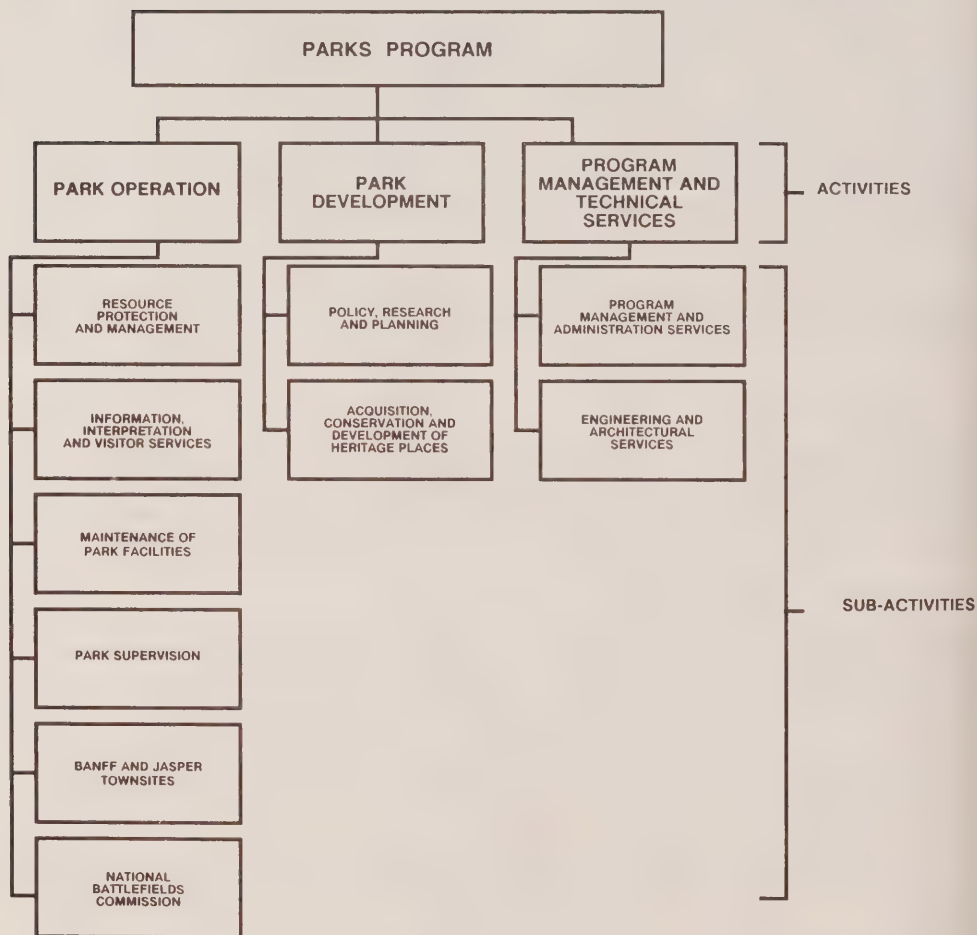 PARKS PROGRAM
PARK OPERATION
PARK
DEVELOPMENT
PROGRAM
MANAGEMENT AND
TECHNICAL
SERVICES
ACTIVITIES
RESOURCE
PROTECTION
AND MANAGEMENT
POLICY, RESEARCH
AND PLANNING
PROGRAM
MANAGEMENT AND
ADMINISTRATION SERVICES
INFORMATION,
INTERPRETATION
AND VISITOR SERVICES
ACQUISITION,
CONSERVATION AND
DEVELOPMENT OF
HERITAGE PLACES
ENGINEERING AND
ARCHITECTURAL
SERVICES
MAINTENANCE OF
PARK FACILITIES
SUB-ACTIVITIES
PARK SUPERVISION
BANFF AND JASPER
TOWNSITES
NATIONAL
BATTLEFIELDS
COMMISSION